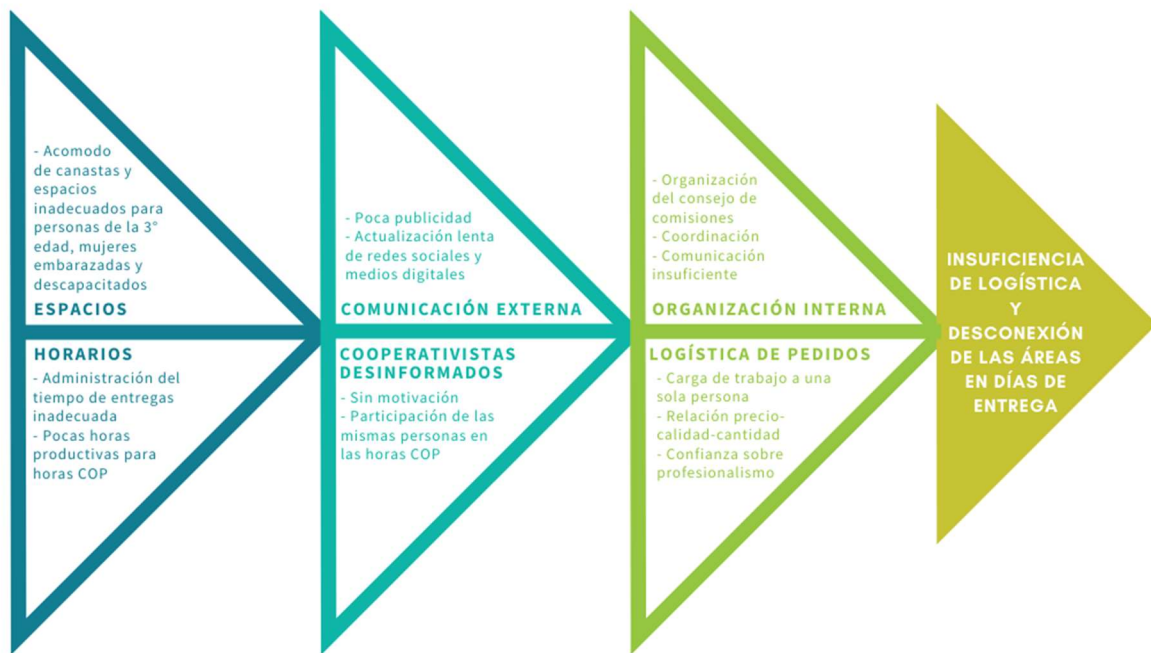 - Acomodo
de canastas y
espacios
inadecuados para
personas de la 3°
edad, mujeres
embarazadas y
descapacitados
ESPACIOS
HORARIOS
- Administración del
tiempo de entregas
inadecuada
- Pocas horas
productivas para
horas COP
- Poca publicidad
- Actualización lenta
de redes sociales y
medios digitales
COMUNICACIÓN EXTERNA
COOPERATIVISTAS
DESINFORMADOS
- Sin motivación
- Participación de las
mismas personas en
las horas COP
- Organización
del consejo de
comisiones
- Coordinación
- Comunicación
insuficiente
ORGANIZACIÓN INTERNA
LOGÍSTICA DE PEDIDOS
- Carga de trabajo a una
sola persona
- Relación precio-
calidad-cantidad
- Confianza sobre
profesionalismo
INSUFICIENCIA
DE LOGÍSTICA
Y
DESCONEXIÓN
DE LAS ÁREAS
EN DÍAS DE
ENTREGA